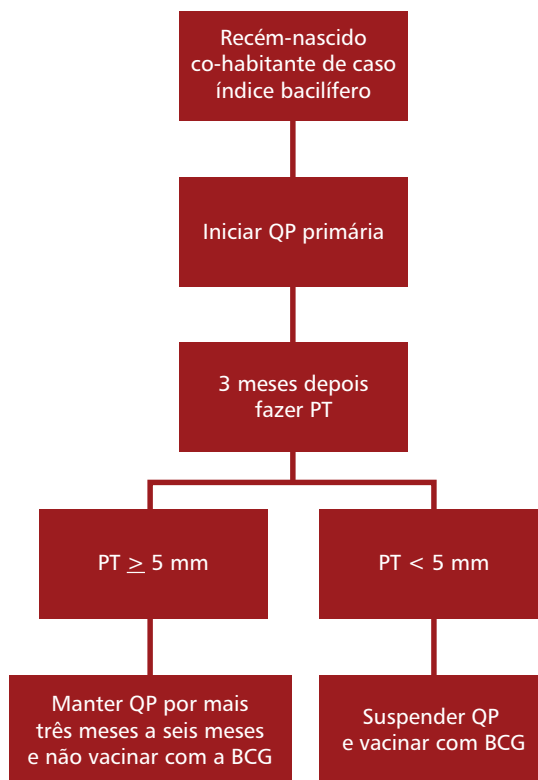 Recém-nascido
co-habitante de caso
índice bacilífero
Iniciar QP primária
3 meses depois
fazer PT
PT ≥ 5 mm
PT < 5 mm
Manter QP por mais
três meses a seis meses
e não vacinar com a BCG
Suspender QP
e vacinar com BCG